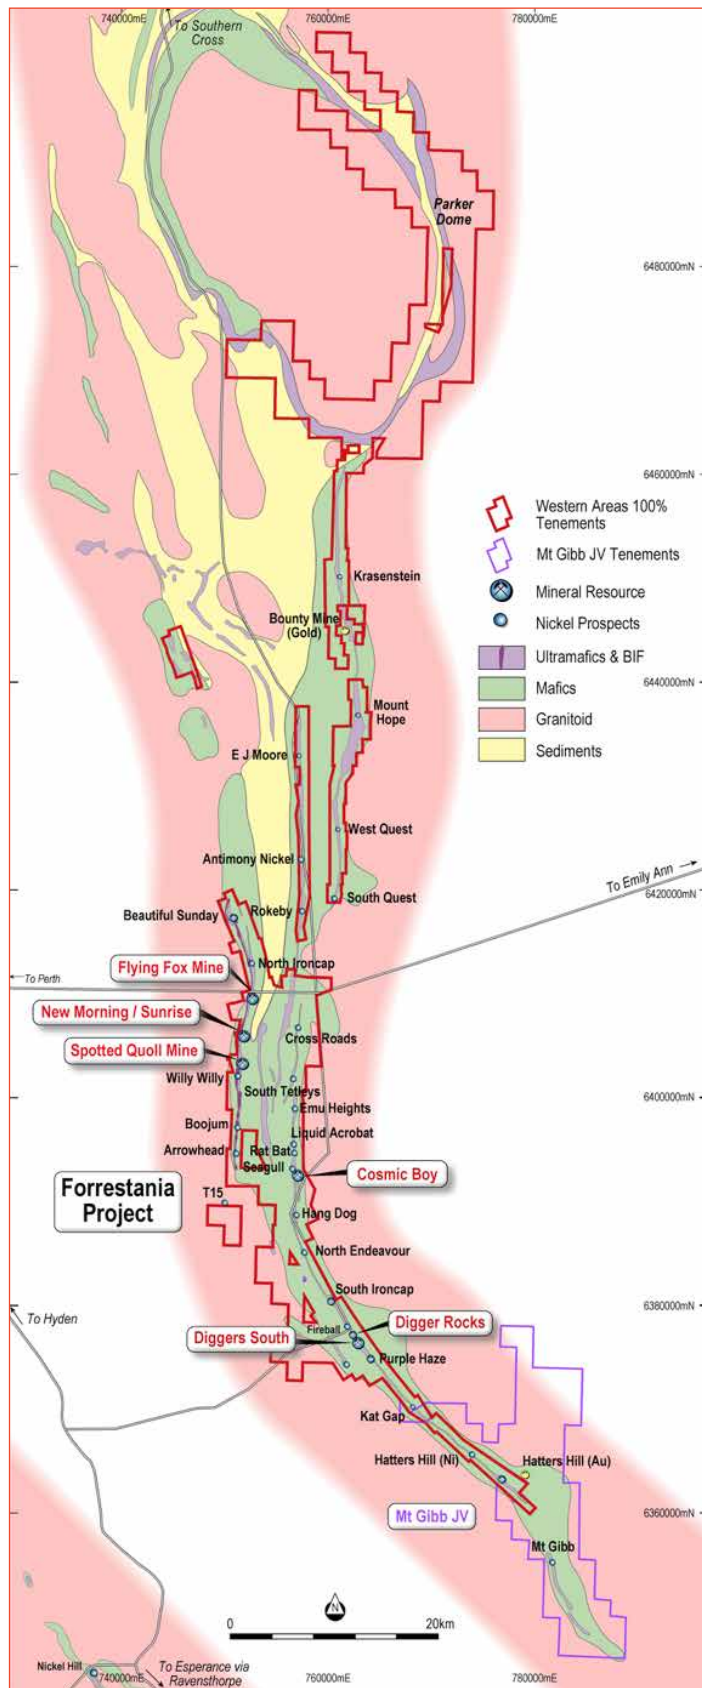 740000mE
760000mE
780000mE
To Southern
Cross
Parker
Dome
6480000mN
6460000mN
Western Areas 100%
Tenements
Mt Gibb JV Tenements
Mineral Resource
Nickel Prospects
Ultramafics & BIF
Mafics
Granitoid
Sediments
Krasenstein
Bounty Mine
(Gold)
6440000mN
Mount
Hope
E J Moore
West Quest
Antimony Nickel
To Emily Ann
6420000mN
South Quest
Rokeby
Beautiful Sunday
North Ironcap
Flying Fox Mine
To Perth
New Morning / Sunrise
Cross Roads
Spotted Quoll Mine
Willy Willy
South Tetleys
6400000mN
Emu Heights
Boojum
Liquid Acrobat
Arrowhead
Rat Bat
Seagull
Cosmic Boy
Forrestania
Project
T15
Hang Dog
North Endeavour
South Ironcap
6380000mN
To Hyden
Fireball
Digger Rocks
Diggers South
Purple Haze
Kat Gap
Hatters Hill (Ni)
Hatters Hill (Au)
Mt Gibb JV
6360000mN
Mt Gibb
N
0
20km
Nickel Hill
To Esperance via
Ravensthorpe
740000mE
760000mE
780000mE